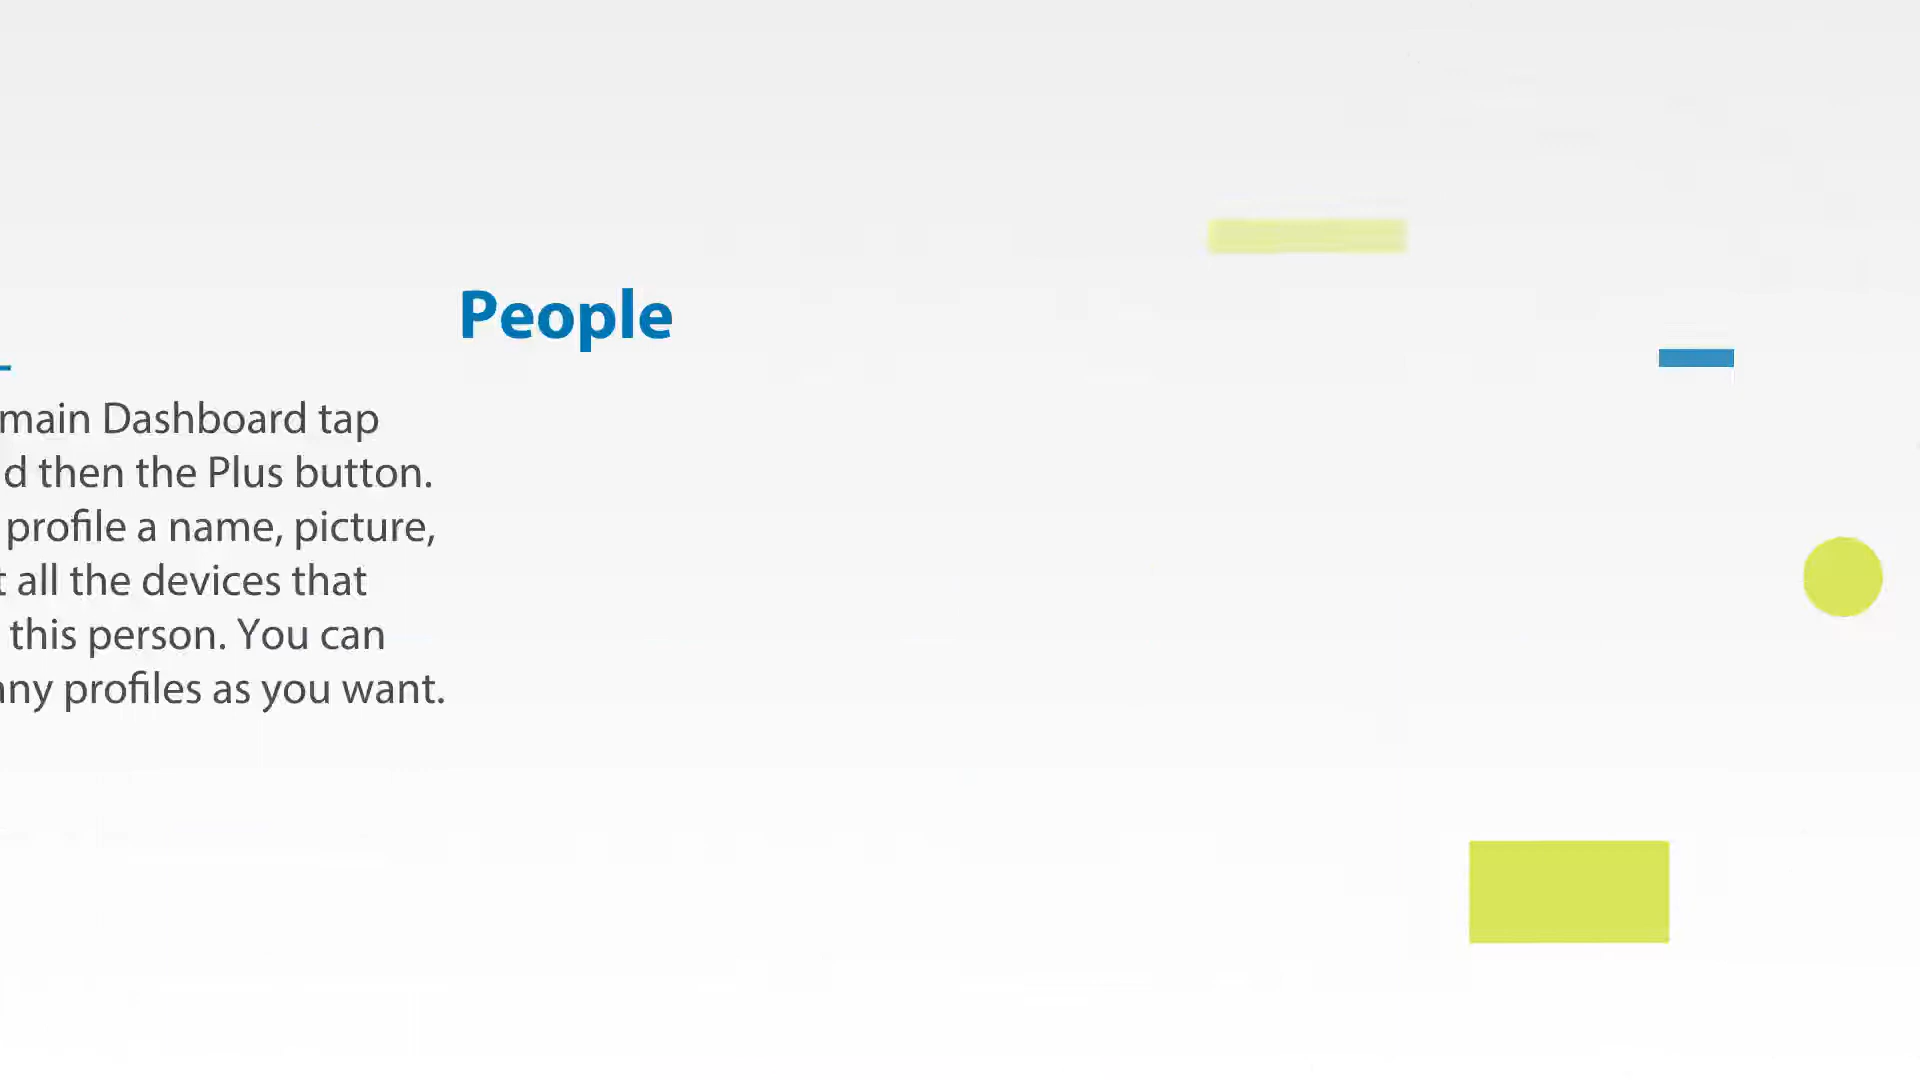 People
main Dashboard tap
then the Plus button.
profile a name, picture,
all the devices that
this person. You can
profiles as you want.